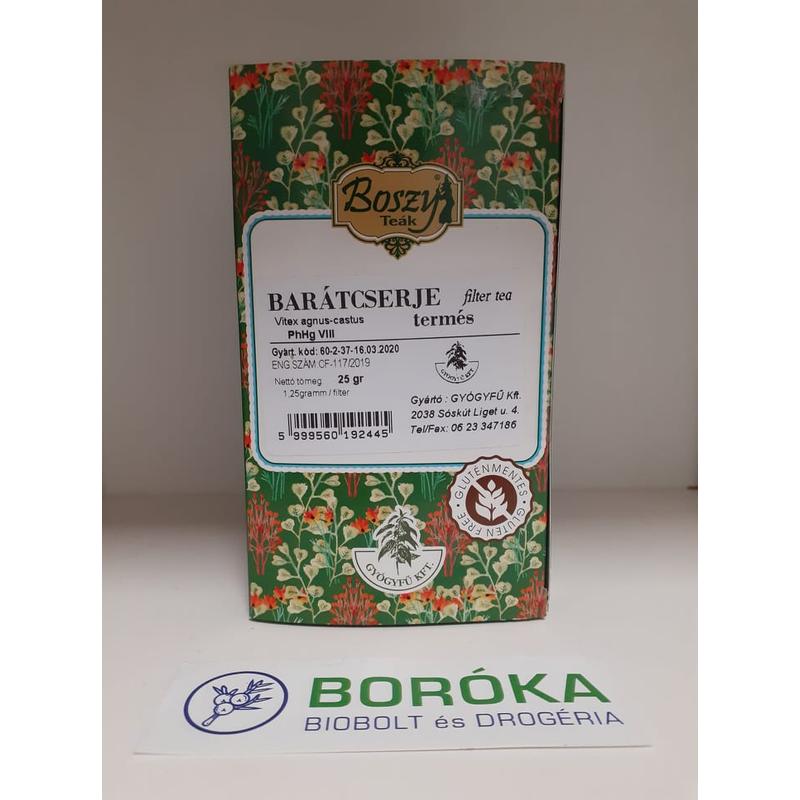 Boszy
Teák
BARÁTCSERJE filter tea
Vitex agnus-castus termés
PhHg VIII
Gyárt. kód: 60-2-37-16.03.2020
ENG.SZÁM:CF-117/2019
Nettó tömeg 25 gr
1,25gramm / filter
GYÓGYFŰ KFT.
Gyártó : GYÓGYFŰ Kft.
2038 Sóskút Liget u. 4.
Tel/Fax: 06 23 347186
5 999560 192445
GLUTÉNMENTES
GLUTEN FREE
GYÓGYFŰ KFT.
BORÓKA
BIOBOLT és DROGÉRIA